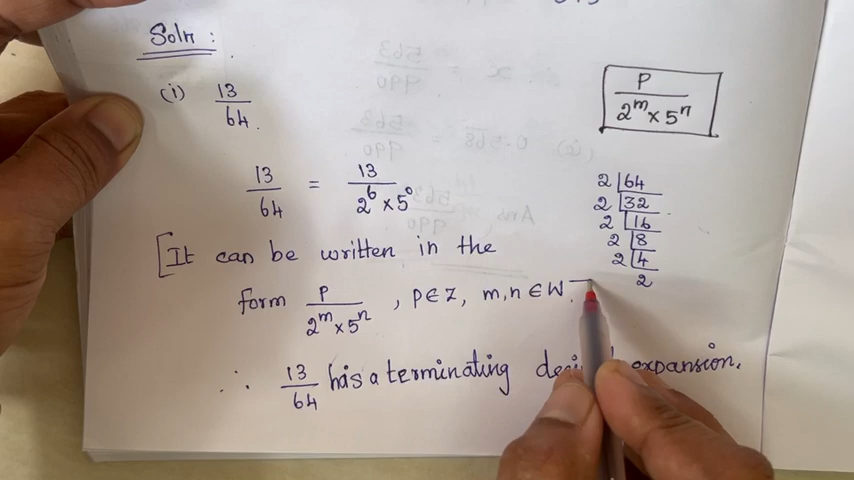 Soln :
(i) 13/64.
P/2^m × 5^n
13/64 = 13/2^6 × 5^0
2 | 64
2 | 32
2 | 16
2 | 8
2 | 4
2
[It can be written in the
form P/2^m × 5^n , P∈Z, m,n ∈ W.
∴ 13/64 has a terminating expansion.